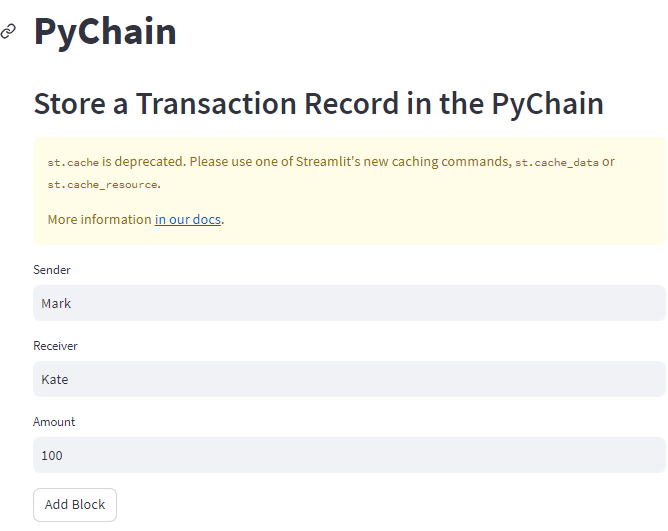 PyChain
Store a Transaction Record in the PyChain
st.cache is deprecated. Please use one of Streamlit's new caching commands, st.cache_data or
st.cache_resource.
More information in our docs.
Sender
Mark
Receiver
Kate
Amount
100
Add Block